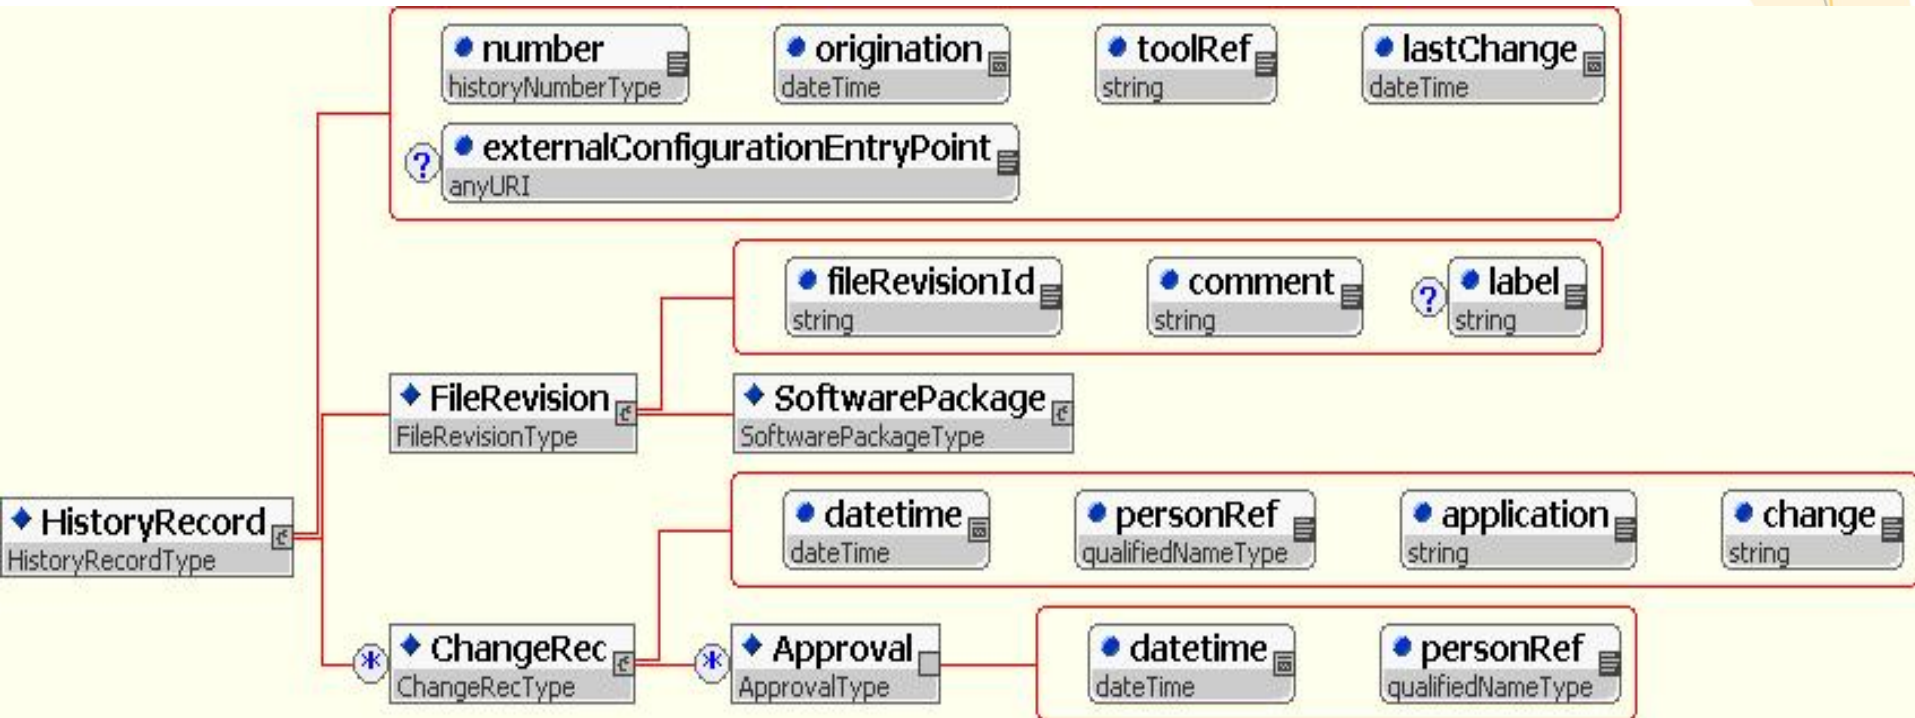 number origination toolRef lastChange
historyNumberType dateTime string dateTime
? externalConfigurationEntryPoint
anyURI
fileRevisionId comment ? label
string string string
FileRevision SoftwarePackage
FileRevisionType SoftwarePackageType
datetime personRef application change
dateTime qualifiedNameType string string
HistoryRecord
HistoryRecordType
* ChangeRec * Approval datetime personRef
ChangeRecType ApprovalType dateTime qualifiedNameType